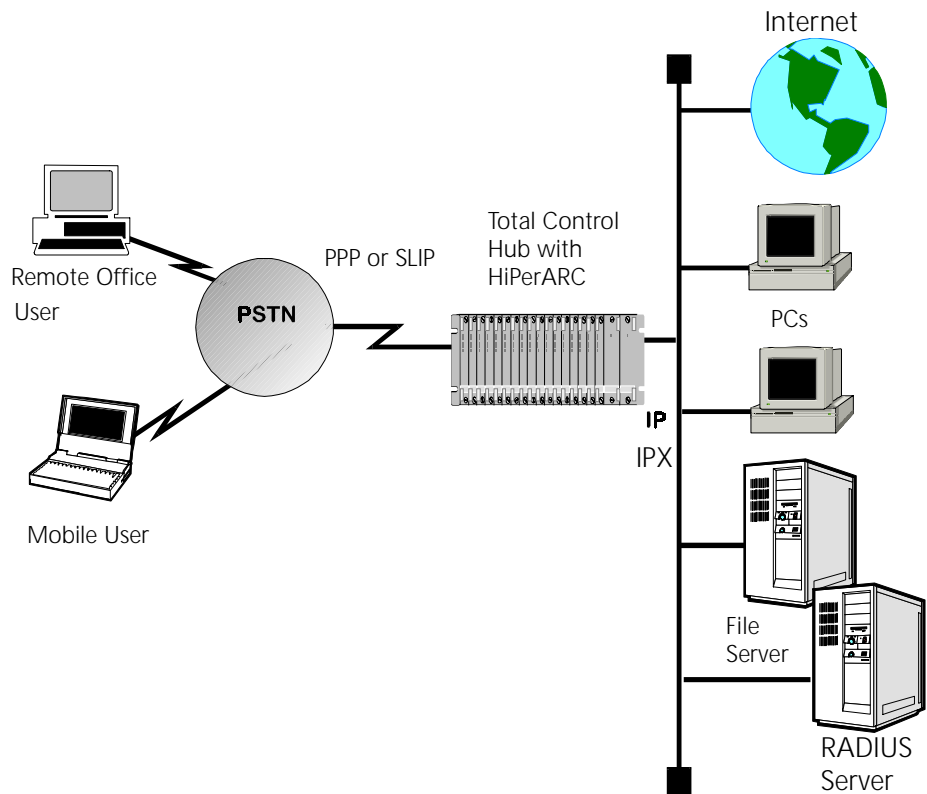 Internet
Remote Office
User
PSTN
PPP or SLIP
Total Control
Hub with
HiPerARC
PCs
IP
IPX
Mobile User
File
Server
RADIUS
Server